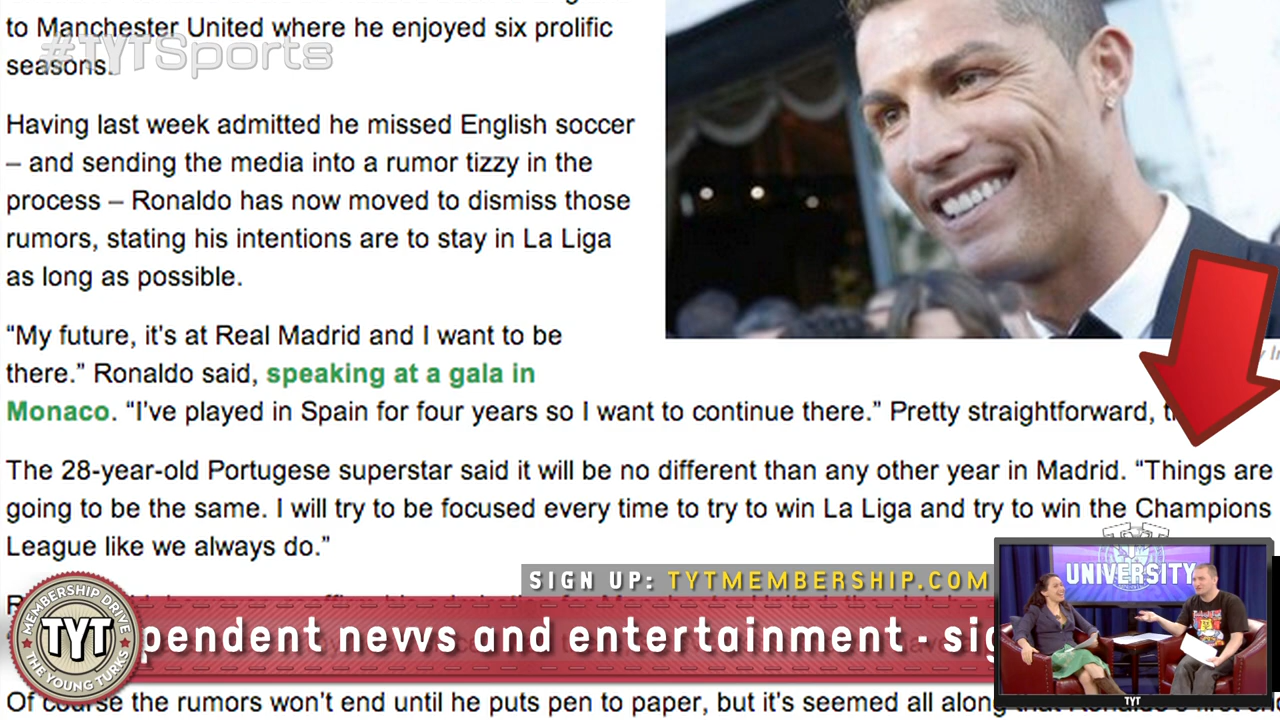 to Manchester United where he enjoyed six prolific
#TYTSports
seasons.
Having last week admitted he missed English soccer
– and sending the media into a rumor tizzy in the
process – Ronaldo has now moved to dismiss those
rumors, stating his intentions are to stay in La Liga
as long as possible.
“My future, it's at Real Madrid and I want to be
there.” Ronaldo said, speaking at a gala in
Monaco. “I’ve played in Spain for four years so I want to continue there.” Pretty straightforward,
The 28-year-old Portugese superstar said it will be no different than any other year in Madrid. “Things are
going to be the same. I will try to be focused every time to try to win La Liga and try to win the Champions
League like we always do.”
SIGN UP: TYTMEMBERSHIP.COM
MEMBERSHIP DRIVE
TYT
THE YOUNG TURKS
pendent news and entertainment - sig
UNIVERSITY
TYT
Of course the rumors won’t end until he puts pen to paper, but it's seemed all along that Ronaldo's first